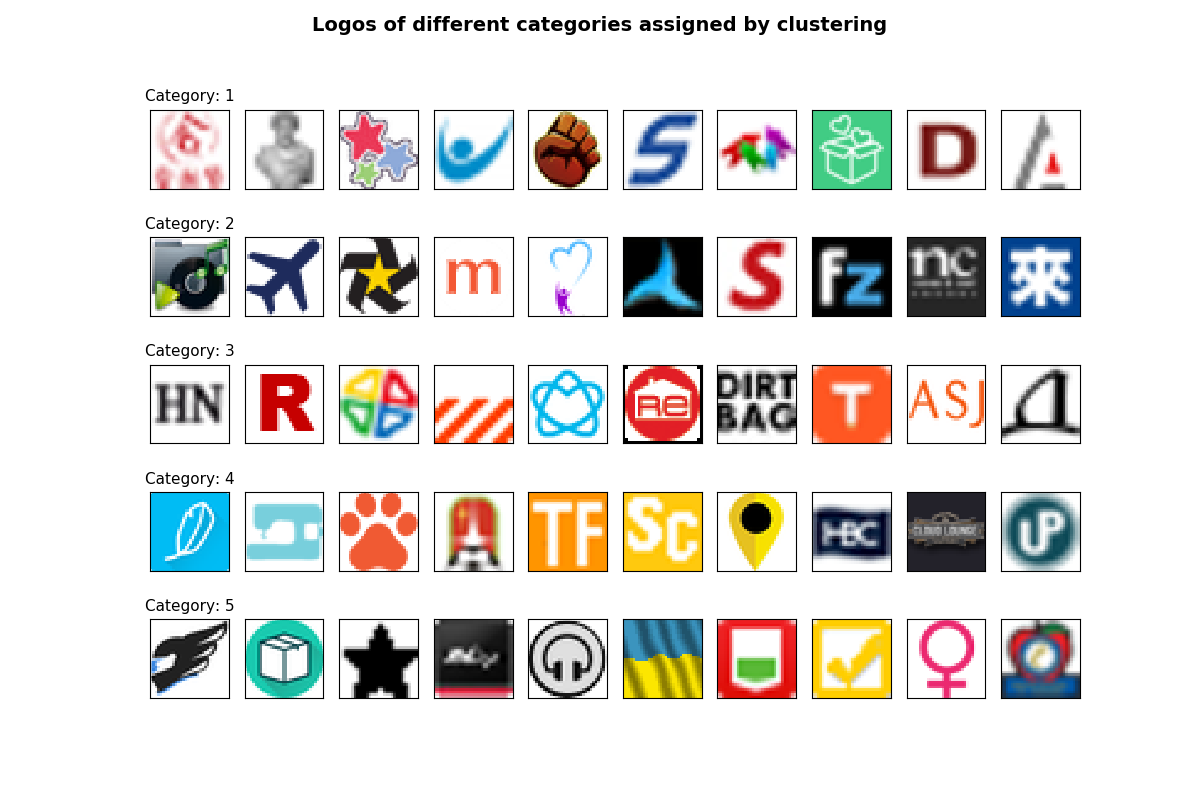 Logos of different categories assigned by clustering
Category: 1
S
D
A
Category: 2
m
S
Fz
nc
來
Category: 3
HN
R
RE
DIRT
BAG
T
ASJ
Category: 4
TF
Sc
HBC
CLOUD LOUNGE
UP
Category: 5